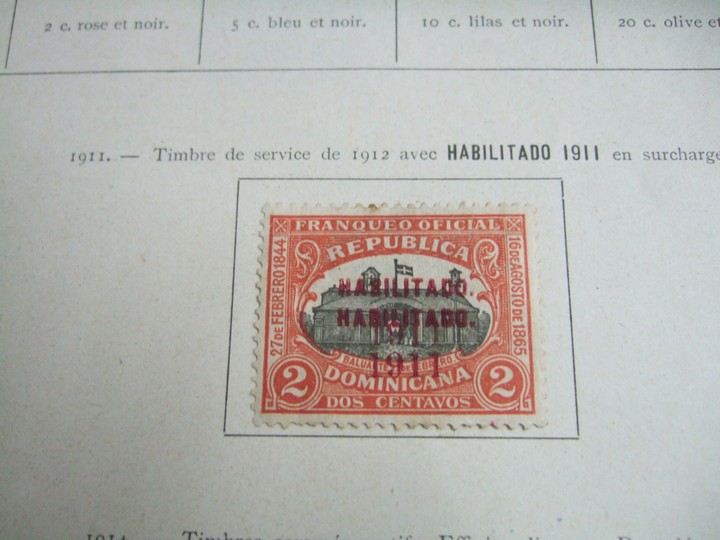 2 c. rose et noir.
5 c. bleu et noir.
10 c. lilas et noir.
20 c. olive et
1911. — Timbre de service de 1912 avec HABILITADO 1911 en surcharge
FRANQUEO OFICIAL
REPUBLICA
27 DE FEBRERO 1844
16 DE AGOSTO DE 1865
HABILITADO.
HABILITADO.
1911
1911
2
DOMINICANA
2
DOS CENTAVOS